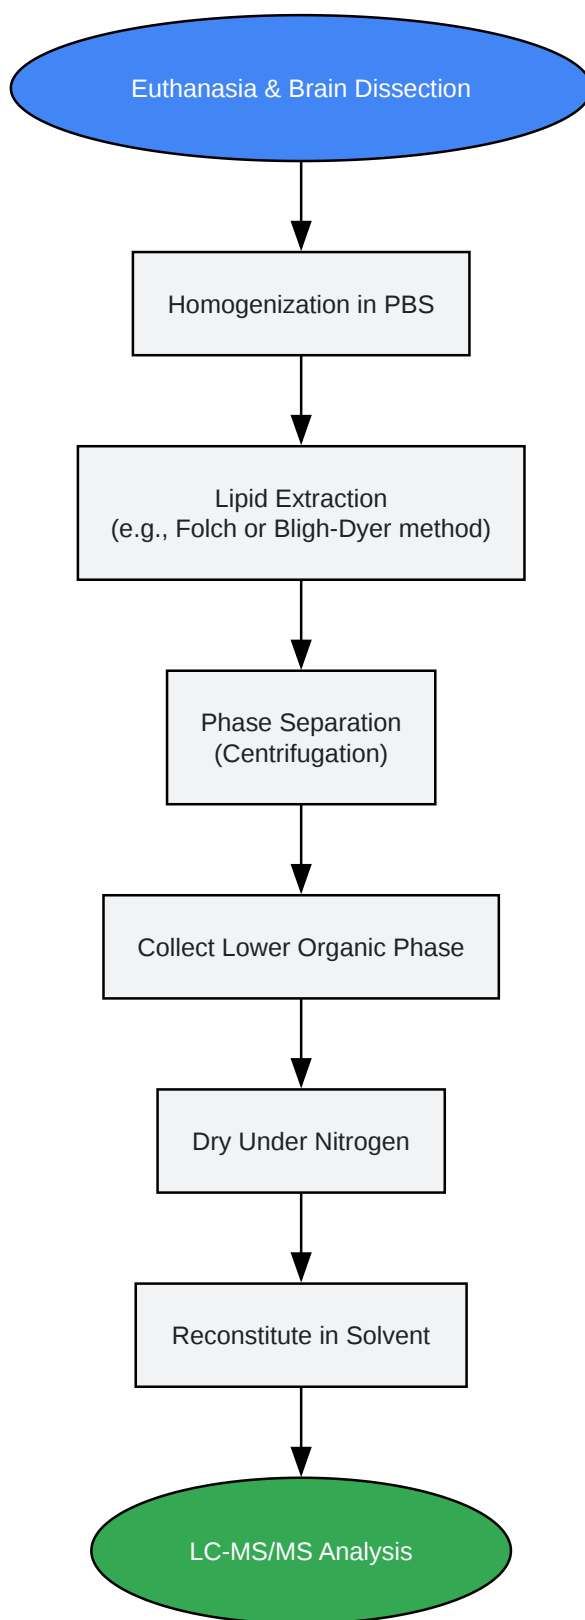 Euthanasia & Brain Dissection
Homogenization in PBS
Lipid Extraction
(e.g., Folch or Bligh-Dyer method)
Phase Separation
(Centrifugation)
Collect Lower Organic Phase
Dry Under Nitrogen
Reconstitute in Solvent
LC-MS/MS Analysis